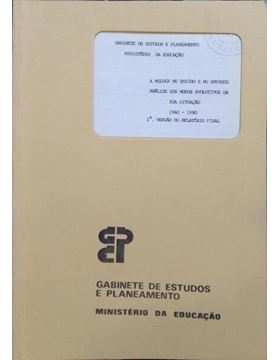 GABINETE DE ESTUDOS E PLANEAMENTO
MINISTÉRIO DA EDUCAÇÃO
A MULHER NO ENSINO E NO EMPREGO
ANÁLISE DOS MODOS EVOLUTIVOS DA
SUA SITUAÇÃO
1960 - 1980
1ª. VERSÃO DO RELATÓRIO FINAL
GEP
GABINETE DE ESTUDOS
E PLANEAMENTO
MINISTÉRIO DA EDUCAÇÃO